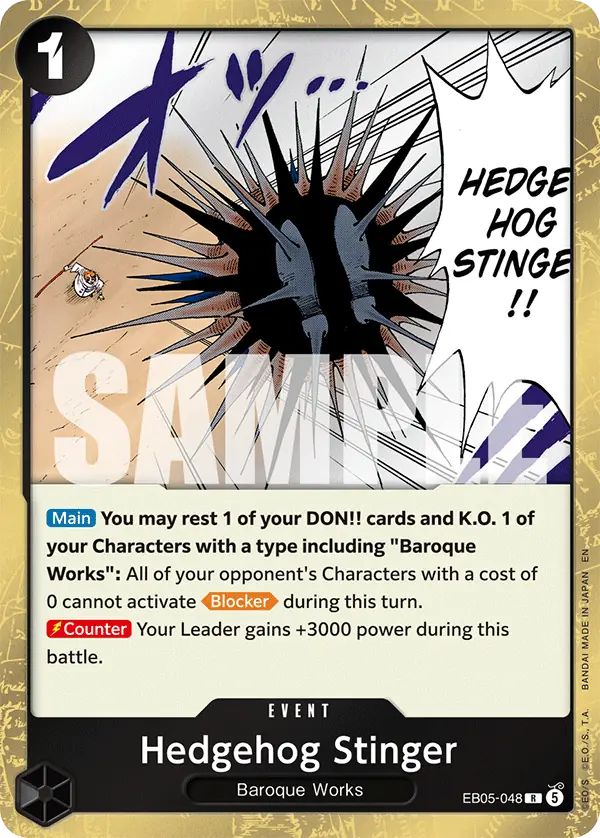 1
オッ…
HEDGE
HOG
STINGE
!!
SAMPLE
Main You may rest 1 of your DON!! cards and K.O. 1 of
your Characters with a type including "Baroque
Works": All of your opponent's Characters with a cost of
0 cannot activate Blocker during this turn.
Counter Your Leader gains +3000 power during this
battle.
EVENT
Hedgehog Stinger
Baroque Works
EB05-048 R 5
©E.O./S. ©E.O./S., T.A. BANDAI MADE IN JAPAN EN